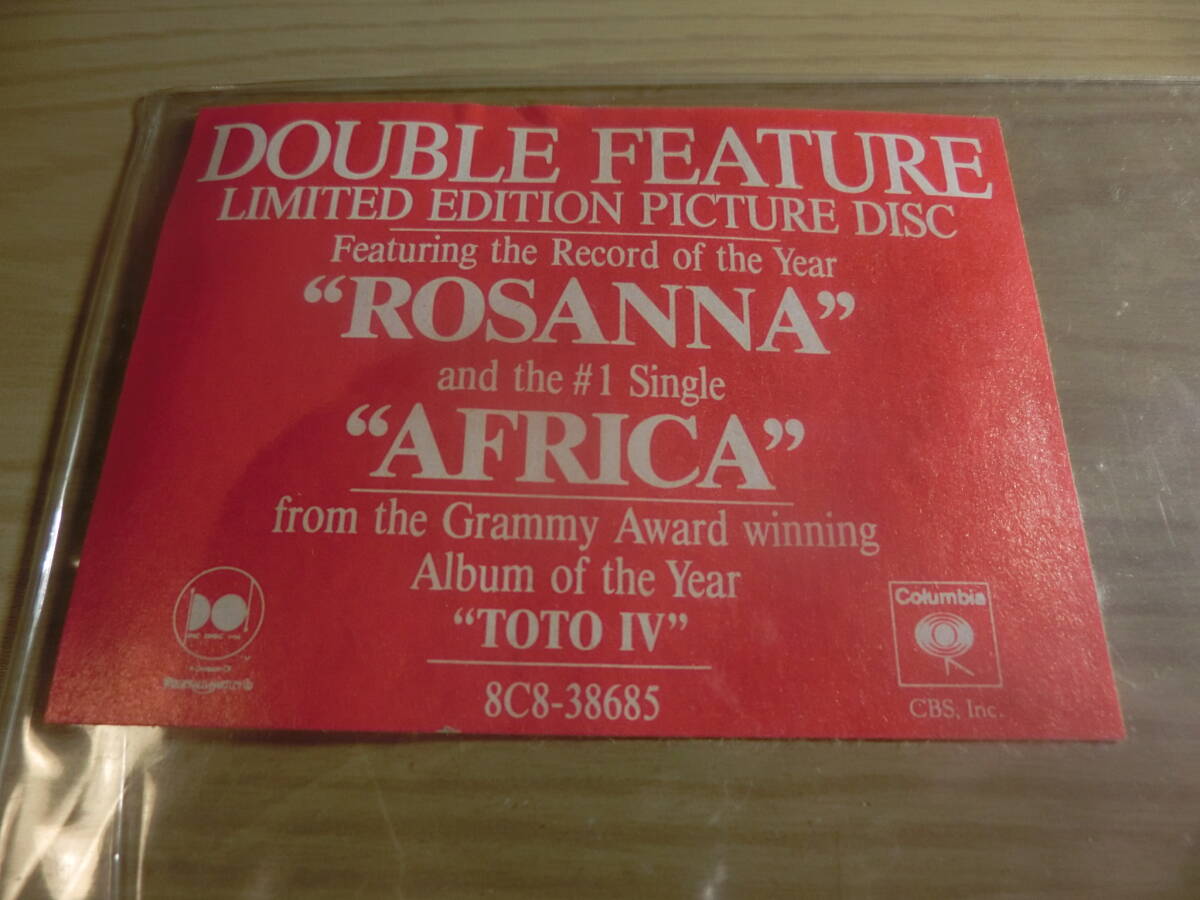 DOUBLE FEATURE
LIMITED EDITION PICTURE DISC
Featuring the Record of the Year
“ROSANNA”
and the #1 Single
“AFRICA”
from the Grammy Award winning
Album of the Year
“TOTO IV”
8C8-38685
Columbia
CBS, Inc.